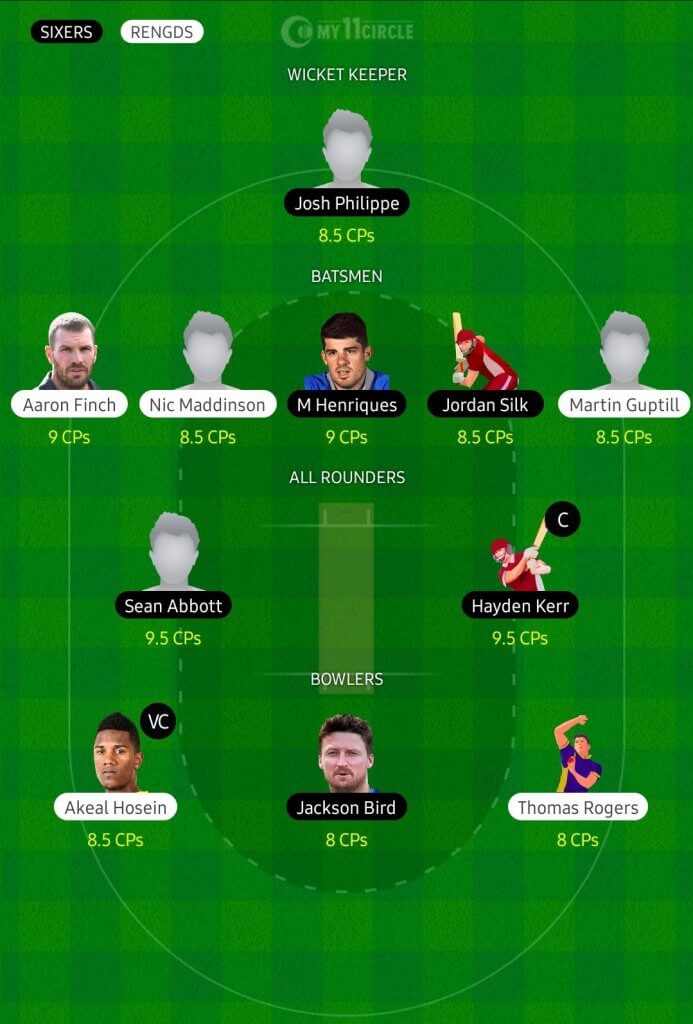 SIXERS RENGDS MY11CIRCLE
WICKET KEEPER
Josh Philippe
8.5 CPs
BATSMEN
Aaron Finch Nic Maddinson M Henriques Jordan Silk Martin Guptill
9 CPs 8.5 CPs 9 CPs 8.5 CPs 8.5 CPs
ALL ROUNDERS
C
Sean Abbott Hayden Kerr
9.5 CPs 9.5 CPs
BOWLERS
VC
Akeal Hosein Jackson Bird Thomas Rogers
8.5 CPs 8 CPs 8 CPs